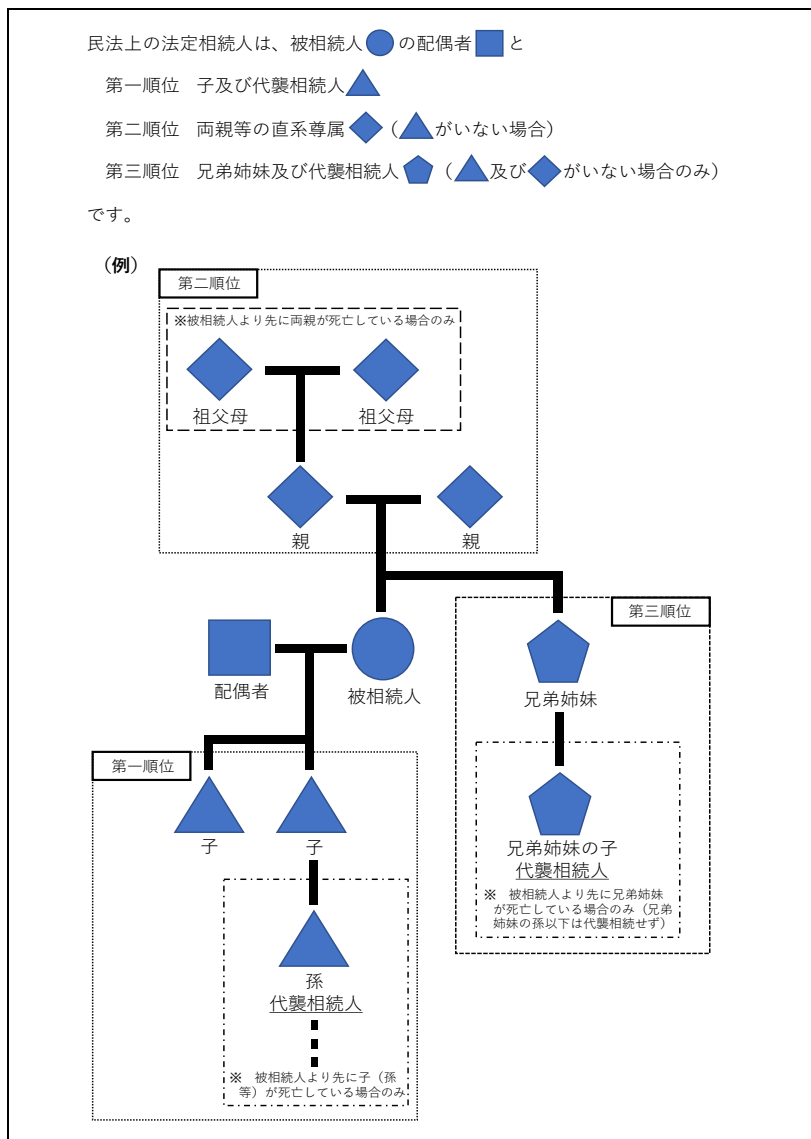 民法上の法定相続人は、被相続人の配偶者と
第一順位　子及び代襲相続人
第二順位　両親等の直系尊属（がいない場合）
第三順位　兄弟姉妹及び代襲相続人（及びがいない場合のみ）
です。
（例）
第二順位
※被相続人より先に両親が死亡している場合のみ
祖父母
祖父母
親
親
第三順位
配偶者
被相続人
兄弟姉妹
第一順位
子
子
兄弟姉妹の子
代襲相続人
※　被相続人より先に兄弟姉妹
が死亡している場合のみ（兄弟
姉妹の孫以下は代襲相続せず）
孫
代襲相続人
※　被相続人より先に子（孫
等）が死亡している場合のみ